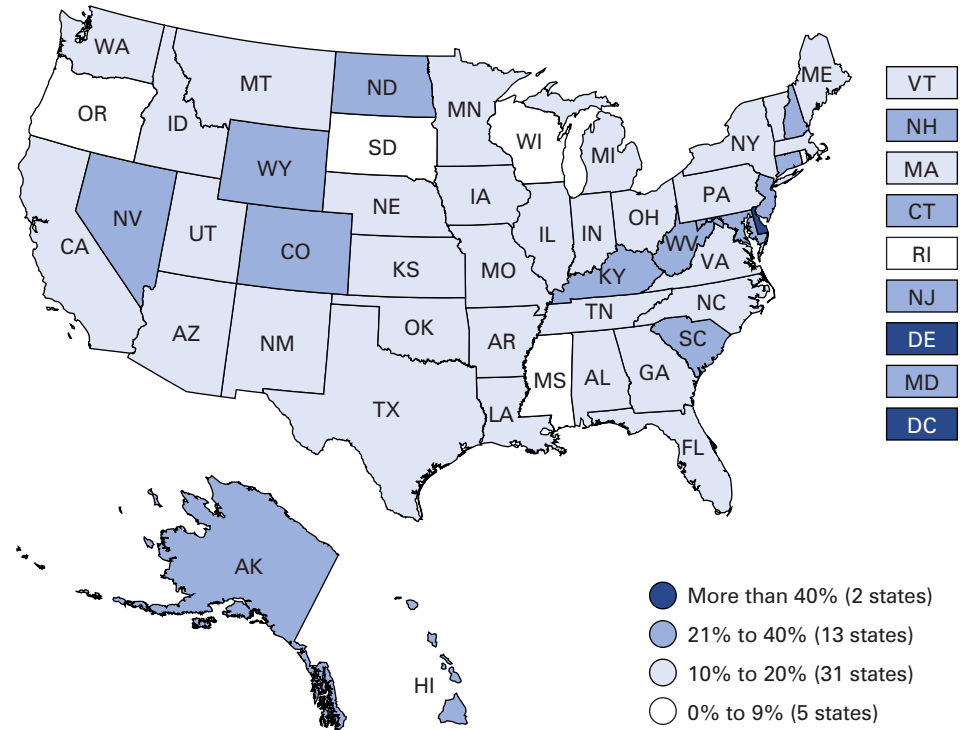 WA
MT
ND
MN
ME
OR
ID
SD
WI
MI
NY
WY
NV
UT
CO
NE
IA
PA
CA
KS
MO
IL
IN
OH
WV
VA
KY
AZ
NM
OK
AR
TN
NC
SC
TX
LA
MS
AL
GA
FL
AK
HI
VT
NH
MA
CT
RI
NJ
DE
MD
DC
More than 40% (2 states)
21% to 40% (13 states)
10% to 20% (31 states)
0% to 9% (5 states)